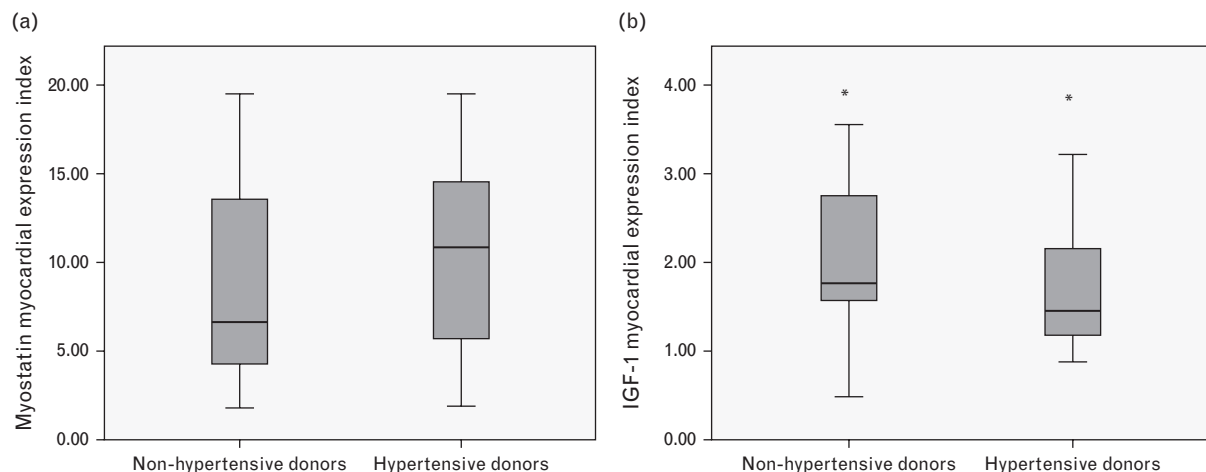 (a)
Myostatin myocardial expression index
20.00
15.00
10.00
5.00
0.00
Non-hypertensive donors
Hypertensive donors
(b)
IGF-1 myocardial expression index
4.00
3.00
2.00
1.00
0.00
*
*
Non-hypertensive donors
Hypertensive donors